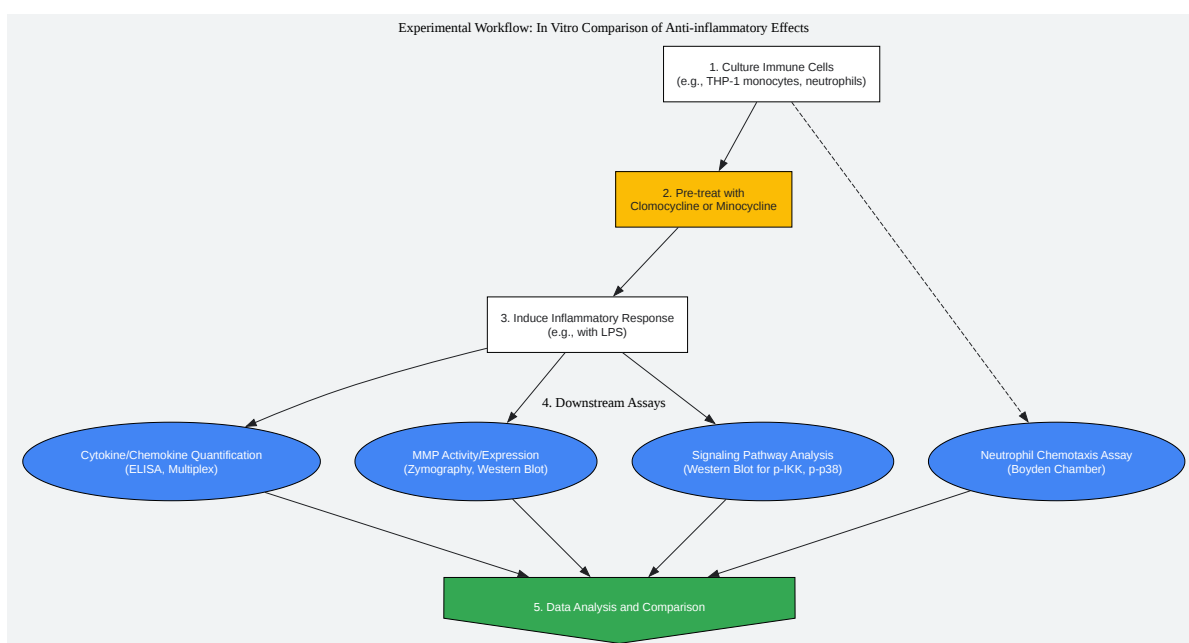 Experimental Workflow: In Vitro Comparison of Anti-inflammatory Effects
1. Culture Immune Cells
(e.g., THP-1 monocytes, neutrophils)
2. Pre-treat with
Clomocycline or Minocycline
3. Induce Inflammatory Response
(e.g., with LPS)
4. Downstream Assays
Cytokine/Chemokine Quantification
(ELISA, Multiplex)
MMP Activity/Expression
(Zymography, Western Blot)
Signaling Pathway Analysis
(Western Blot for p-IKK, p-p38)
Neutrophil Chemotaxis Assay
(Boyden Chamber)
5. Data Analysis and Comparison